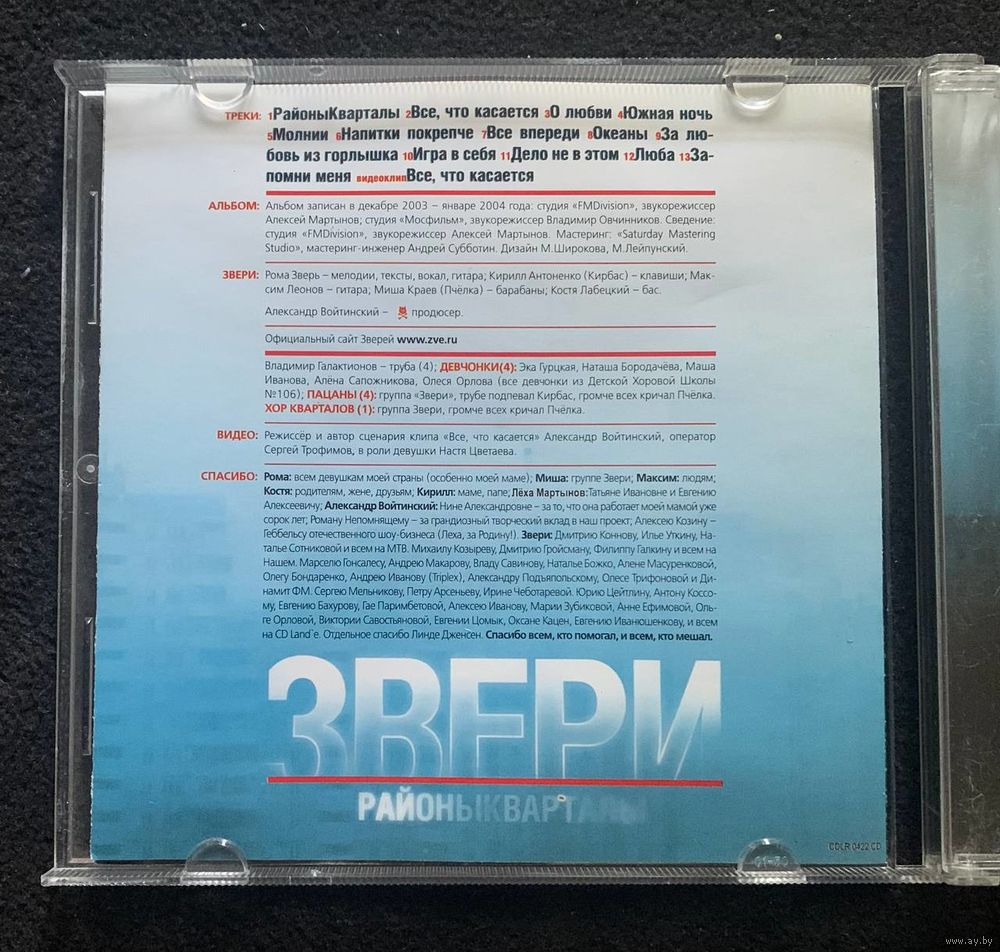 ТРЕКИ: 1РайоныКварталы 2Все, что касается 3О любви 4Южная ночь
5Молнии 6Напитки покрепче 7Все впереди 8Океаны 9За лю-
бовь из горлышка 10Игра в себя 11Дело не в этом 12Люба 13За-
помни меня видеоклипВсе, что касается
АЛЬБОМ: Альбом записан в декабре 2003 – январе 2004 года: студия «FMDivision», звукорежиссер
Алексей Мартынов; студия «Мосфильм», звукорежиссер Владимир Овчинников. Сведение:
студия «FMDivision», звукорежиссер Алексей Мартынов. Мастеринг: «Saturday Mastering
Studio», мастеринг-инженер Андрей Субботин. Дизайн М.Широкова, М.Лейпунский.
ЗВЕРИ: Рома Зверь – мелодии, тексты, вокал, гитара; Кирилл Антоненко (Кирбас) – клавиши; Мак-
сим Леонов – гитара; Миша Краев (Пчёлка) – барабаны; Костя Лабецкий – бас.
Александр Войтинский – продюсер.
Официальный сайт Зверей www.zve.ru
Владимир Галактионов – труба (4); ДЕВЧОНКИ(4): Эка Гурцкая, Наташа Бородачёва, Маша
Иванова, Алёна Сапожникова, Олеся Орлова (все девчонки из Детской Хоровой Школы
№106); ПАЦАНЫ (4): группа «Звери», трубе подпевал Кирбас, громче всех кричал Пчёлка.
ХОР КВАРТАЛОВ (1): группа Звери, громче всех кричал Пчёлка.
ВИДЕО: Режиссёр и автор сценария клипа «Все, что касается» Александр Войтинский, оператор
Сергей Трофимов, в роли девушки Настя Цветаева.
СПАСИБО: Рома: всем девушкам моей страны (особенно моей маме); Миша: группе Звери; Максим: людям;
Костя: родителям, жене, друзьям; Кирилл: маме, папе; Лёха Мартынов: Татьяне Ивановне и Евгению
Алексеевичу; Александр Войтинский: Нине Александровне – за то, что она работает моей мамой уже
сорок лет; Роману Непомнящему – за грандиозный творческий вклад в наш проект; Алексею Козину –
Геббельсу отечественного шоу-бизнеса (Леха, за Родину!). Звери: Дмитрию Коннову, Илье Уткину, На-
талье Сотниковой и всем на МТВ. Михаилу Козыреву, Дмитрию Гройсману, Филиппу Галкину и всем на
Нашем. Марселю Гонсалесу, Андрею Макарову, Владу Савинову, Наталье Божко, Алене Масуренковой,
Олегу Бондаренко, Андрею Иванову (Triplex), Александру Подъяпольскому, Олесе Трифоновой и Ди-
намит ФМ. Сергею Мельникову, Петру Арсеньеву, Ирине Чеботаревой. Юрию Цейтлину, Антону Коссо-
му, Евгению Бахурову, Гае Паримбетовой, Алексею Иванову, Марии Зубиковой, Анне Ефимовой, Оль-
ге Орловой, Виктории Савостьяновой, Евгении Цомык, Оксане Кацен, Евгению Иванюшенкову, и всем
на CD Land`e. Отдельное спасибо Линде Дженсен. Спасибо всем, кто помогал, и всем, кто мешал.
ЗВЕРИ
РАЙОНЫКВАРТАЛЫ
CDLR 0422 CD
www.ay.by